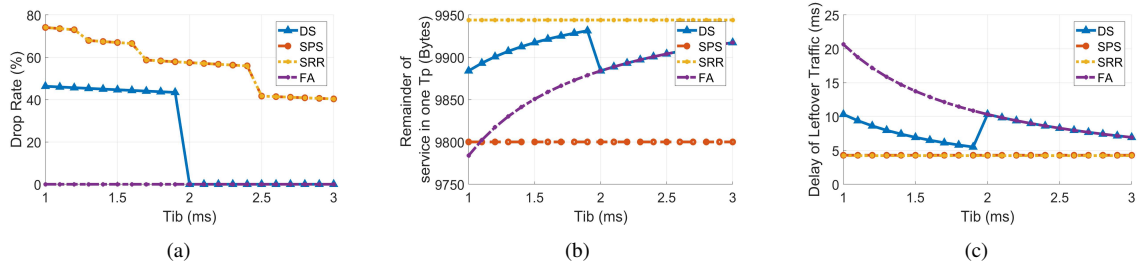 Drop Rate (%)
80
60
40
20
0
1
1.5
2
2.5
3
Tib (ms)
DS
SPS
SRR
FA
(a)
Remainder of
service in one Tp (Bytes)
9950
9900
9850
9800
9750
1
1.5
2
2.5
3
Tib (ms)
DS
SPS
SRR
FA
(b)
Delay of Leftover Traffic (ms)
25
20
15
10
5
0
1
1.5
2
2.5
3
Tib (ms)
DS
SPS
SRR
FA
(c)